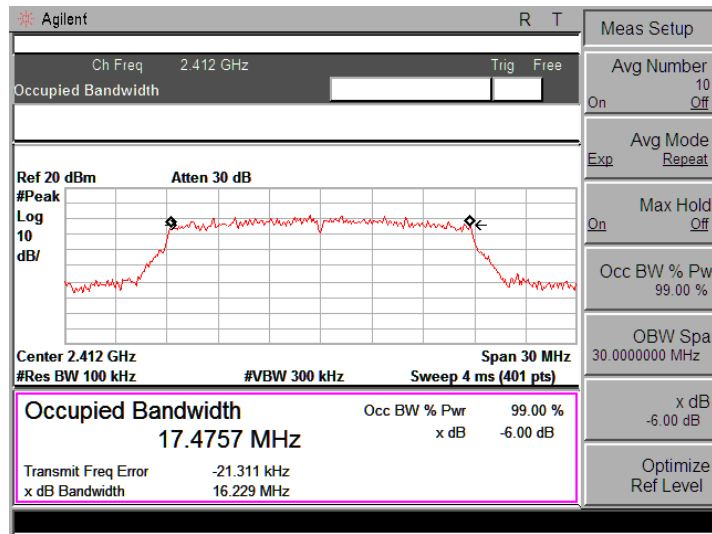 Agilent R T
Ch Freq 2.412 GHz Trig Free
Occupied Bandwidth
Ref 20 dBm Atten 30 dB
#Peak
Log
10
dB/
Center 2.412 GHz Span 30 MHz
#Res BW 100 kHz #VBW 300 kHz Sweep 4 ms (401 pts)
Occupied Bandwidth Occ BW % Pwr 99.00 %
17.4757 MHz x dB -6.00 dB
Transmit Freq Error -21.311 kHz
x dB Bandwidth 16.229 MHz
Meas Setup
Avg Number
10
On Off
Avg Mode
Exp Repeat
Max Hold
On Off
Occ BW % Pw
99.00 %
OBW Spa
30.0000000 MHz
x dB
-6.00 dB
Optimize
Ref Level